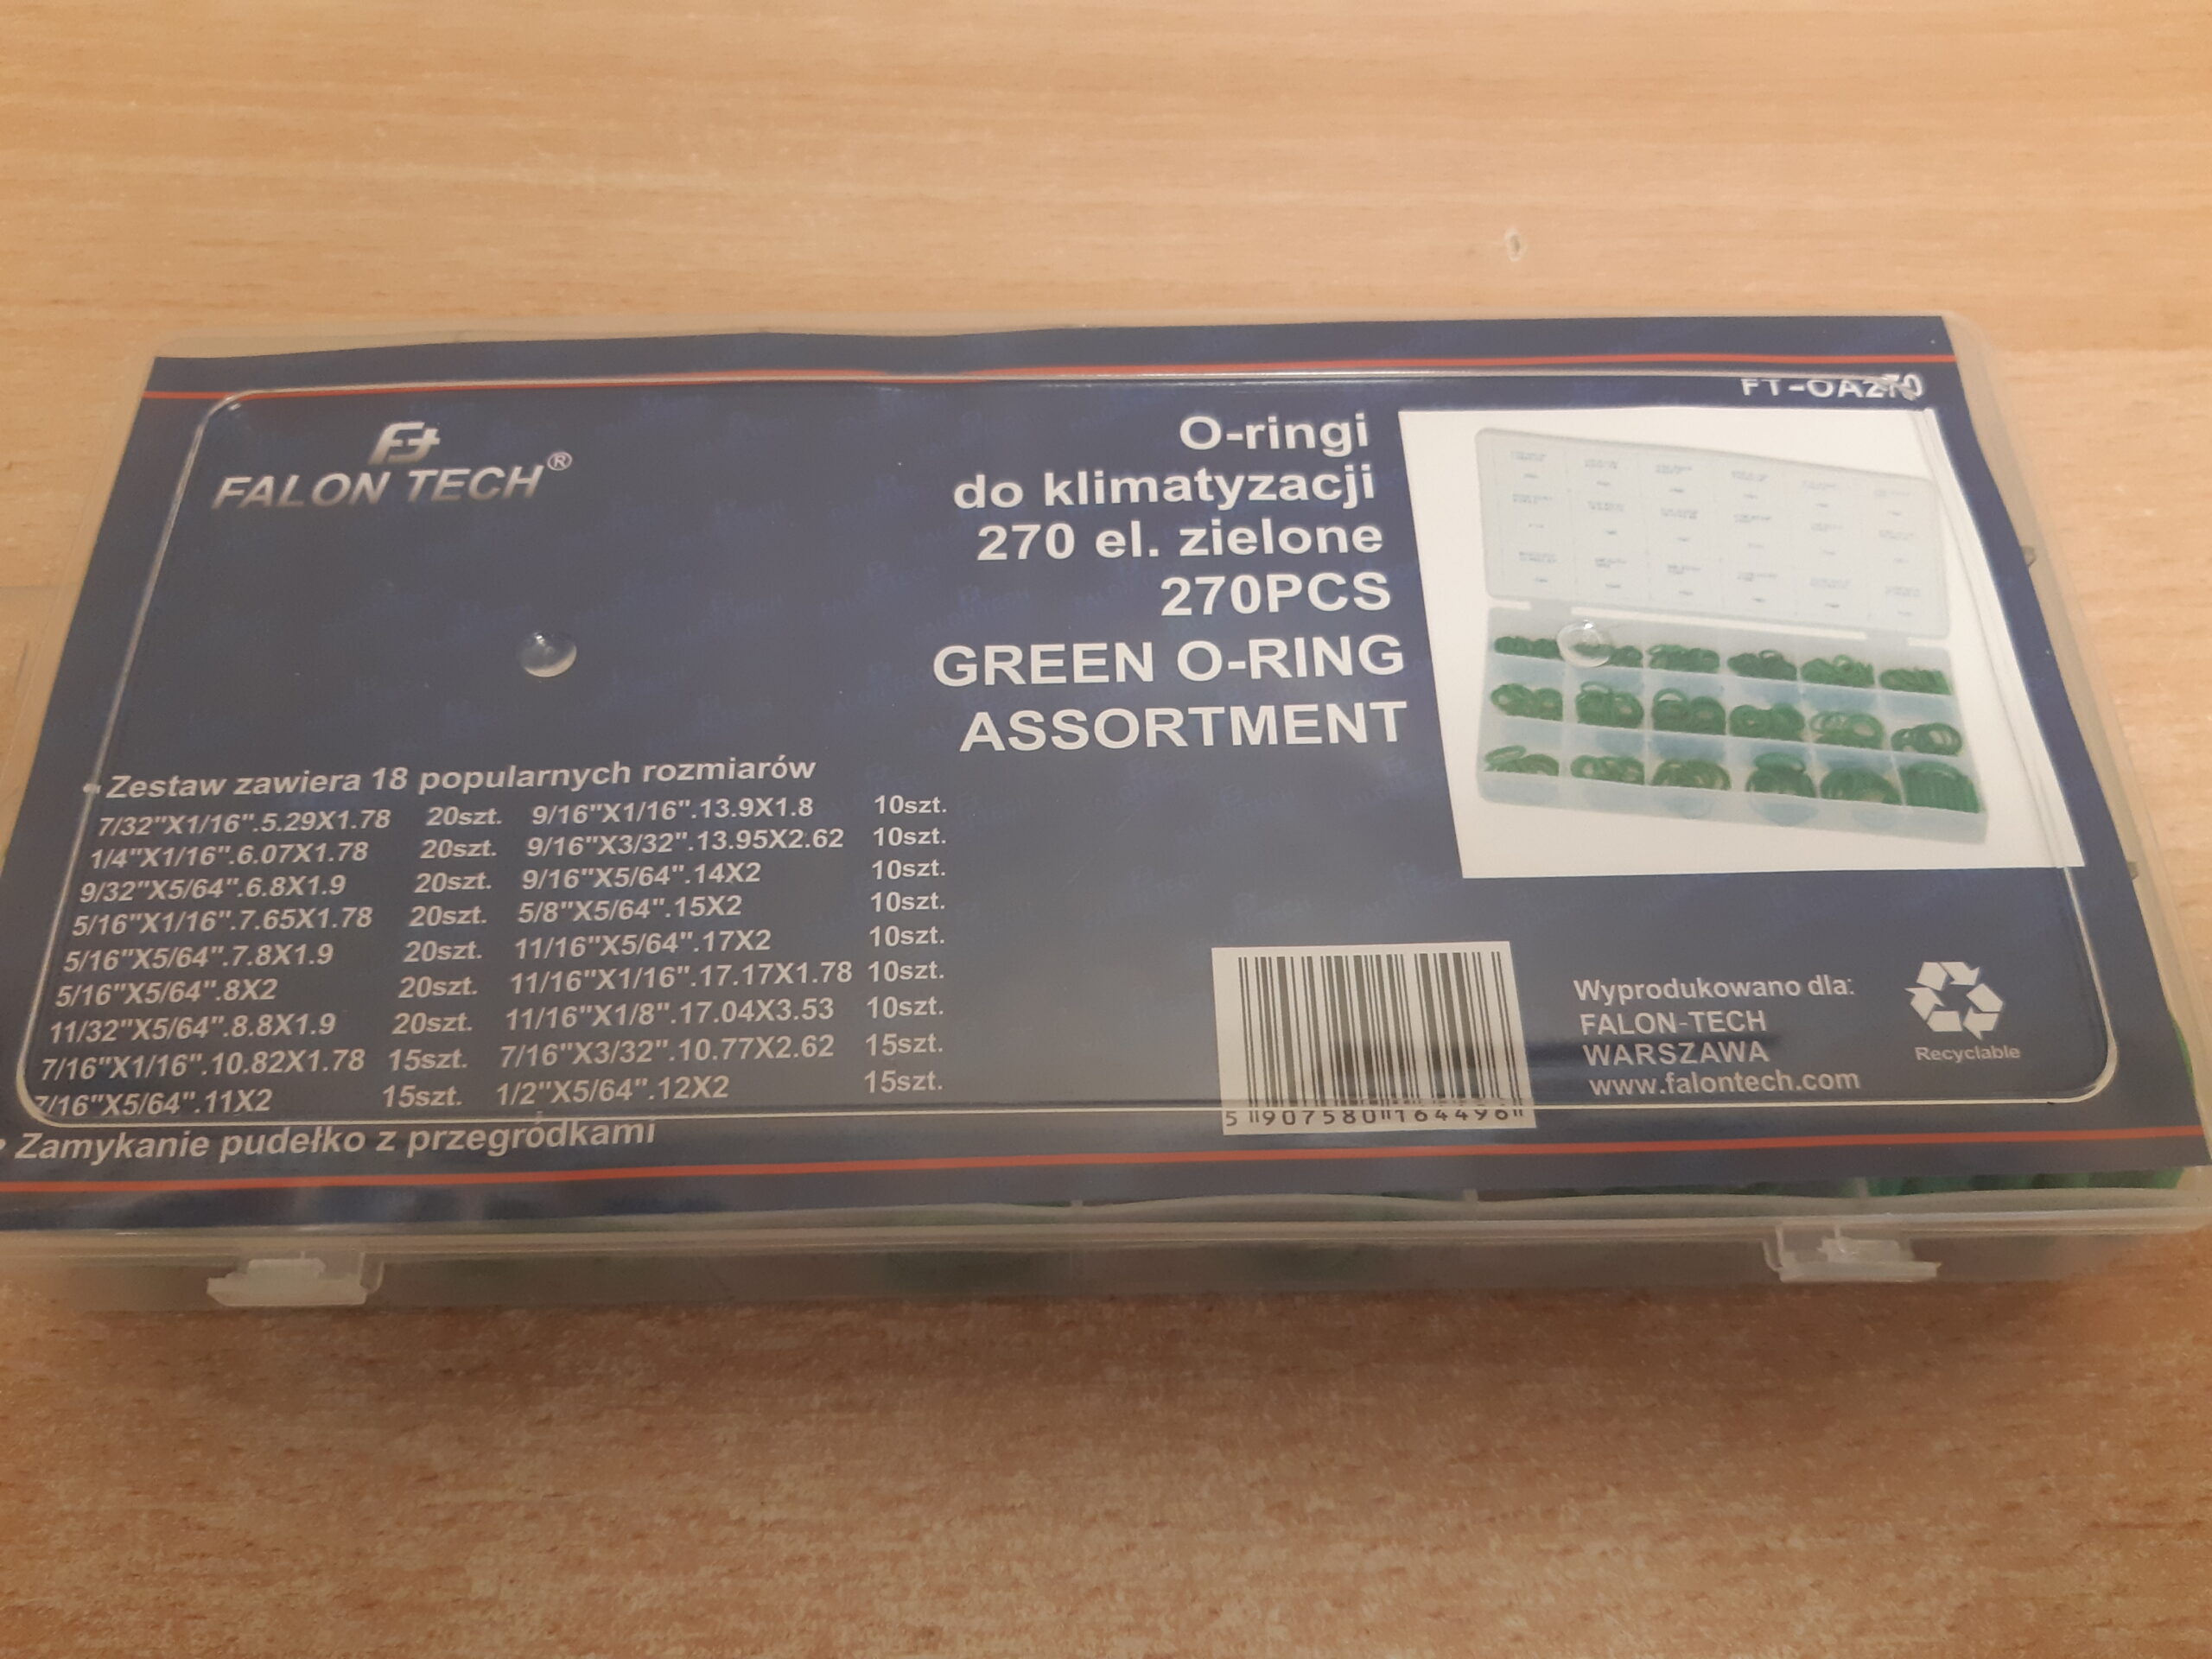 FT-OA270
FALON TECH®
O-ringi
do klimatyzacji
270 el. zielone
270PCS
GREEN O-RING
ASSORTMENT
• Zestaw zawiera 18 popularnych rozmiarów
7/32"X1/16".5.29X1.78 20szt. 9/16"X1/16".13.9X1.8 10szt.
1/4"X1/16".6.07X1.78 20szt. 9/16"X3/32".13.95X2.62 10szt.
9/32"X5/64".6.8X1.9 20szt. 9/16"X5/64".14X2 10szt.
5/16"X1/16".7.65X1.78 20szt. 5/8"X5/64".15X2 10szt.
5/16"X5/64".7.8X1.9 20szt. 11/16"X5/64".17X2 10szt.
5/16"X5/64".8X2 20szt. 11/16"X1/16".17.17X1.78 10szt.
11/32"X5/64".8.8X1.9 20szt. 11/16"X1/8".17.04X3.53 10szt.
7/16"X1/16".10.82X1.78 15szt. 7/16"X3/32".10.77X2.62 15szt.
7/16"X5/64".11X2 15szt. 1/2"X5/64".12X2 15szt.
• Zamykanie pudełko z przegródkami
5 907580 164496
Wyprodukowano dla:
FALON-TECH
WARSZAWA
www.falontech.com
Recyclable